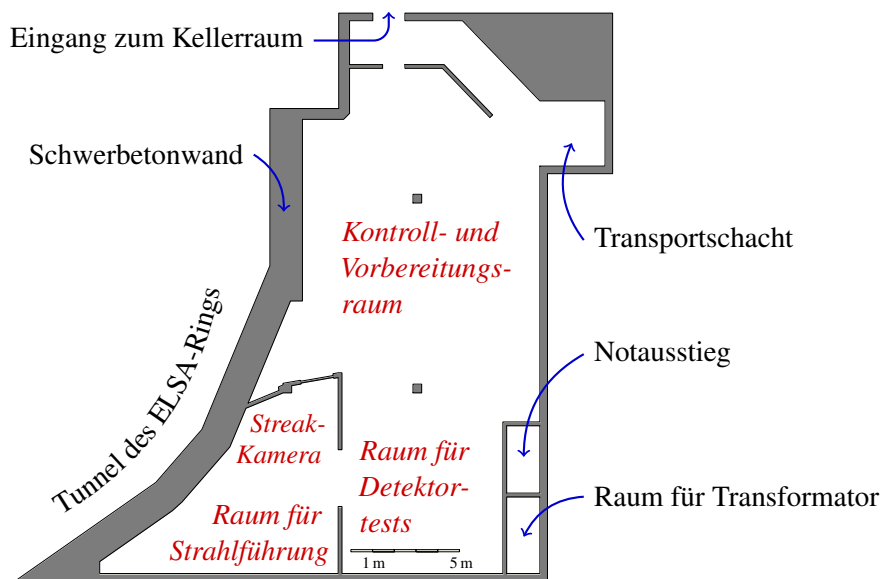 Eingang zum Kellerraum
Schwerbetonwand
Kontroll- und
Vorbereitungs-
raum
Transportschacht
Tunnel des ELSA-Rings
Notausstieg
Streak-
Kamera
Raum für
Detektor-
tests
Raum für Transformator
Raum für
Strahlführung
1 m
5 m